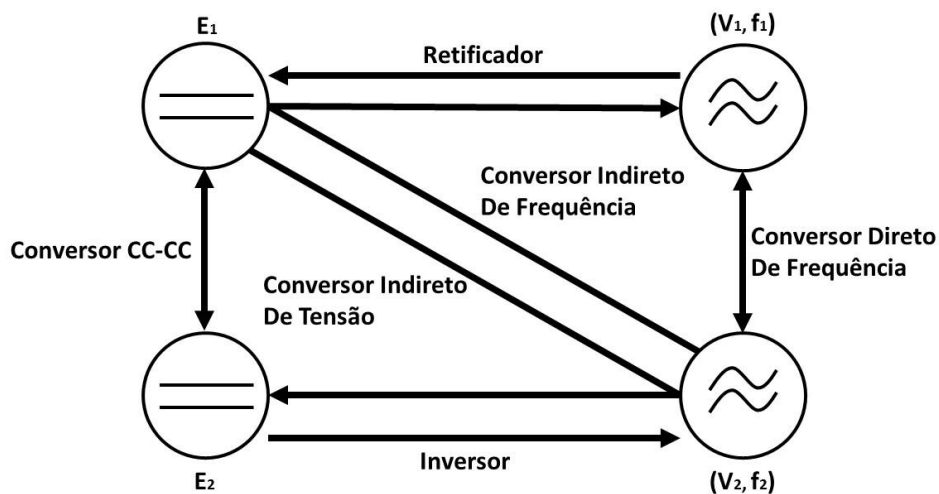 E₁
(V₁, f₁)
Retificador
Conversor Indireto
De Frequência
Conversor CC-CC
Conversor Direto
De Frequência
Conversor Indireto
De Tensão
Inversor
E₂
(V₂, f₂)